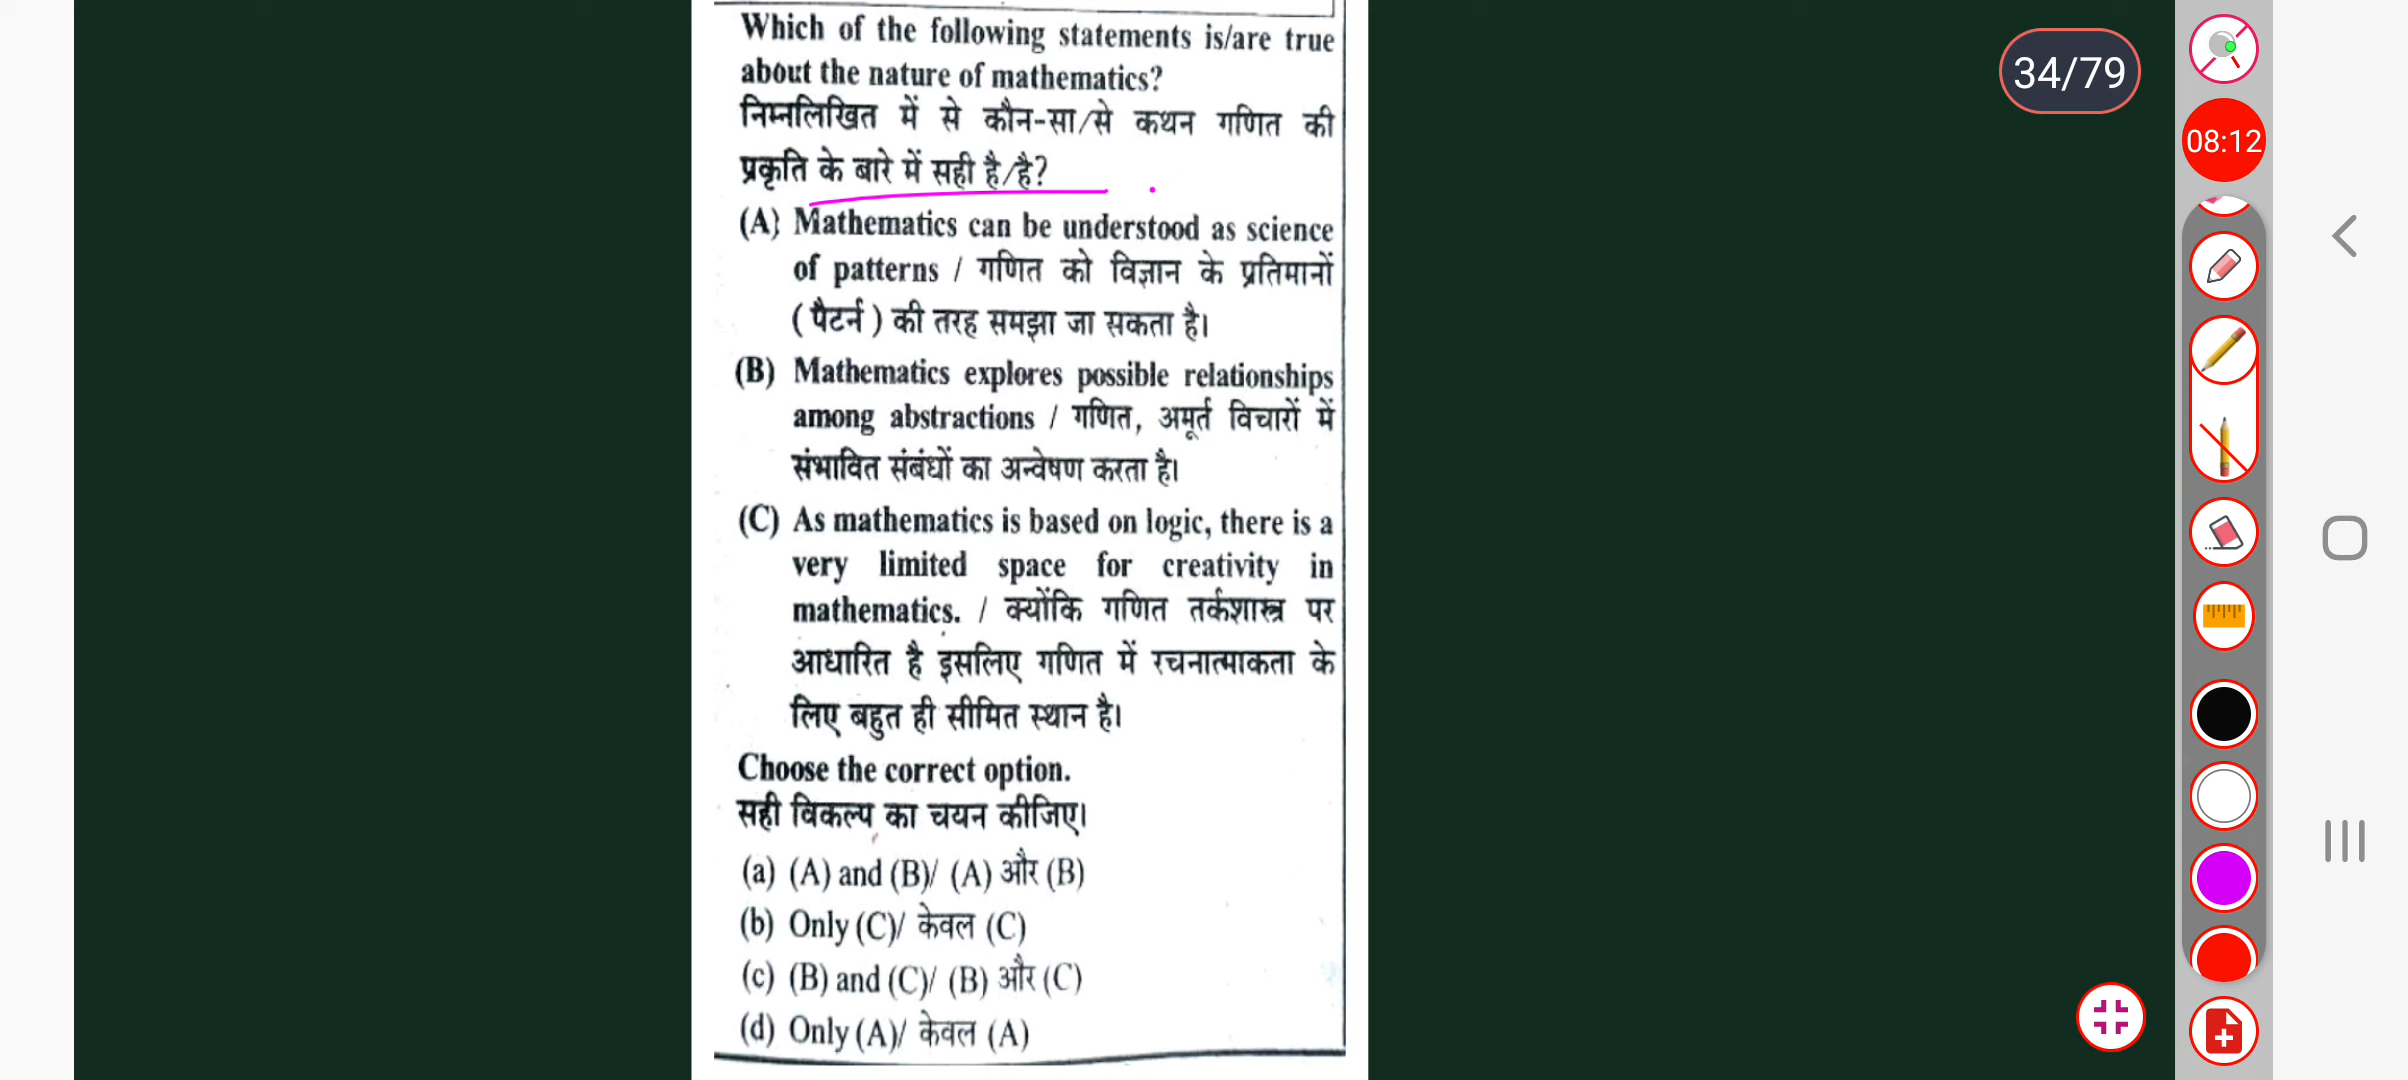 Which of the following statements is/are true
about the nature of mathematics?
निम्नलिखित में से कौन-सा/से कथन गणित की
प्रकृति के बारे में सही है/है?
(A) Mathematics can be understood as science
of patterns / गणित को विज्ञान के प्रतिमानों
(पैटर्न) की तरह समझा जा सकता है।
(B) Mathematics explores possible relationships
among abstractions / गणित, अमूर्त विचारों में
संभावित संबंधों का अन्वेषण करता है।
(C) As mathematics is based on logic, there is a
very limited space for creativity in
mathematics. / क्योंकि गणित तर्कशास्त्र पर
आधारित है इसलिए गणित में रचनात्माकता के
लिए बहुत ही सीमित स्थान है।
Choose the correct option.
सही विकल्प का चयन कीजिए।
(a) (A) and (B)/ (A) और (B)
(b) Only (C)/ केवल (C)
(c) (B) and (C)/ (B) और (C)
(d) Only (A)/ केवल (A)
34/79
08:12